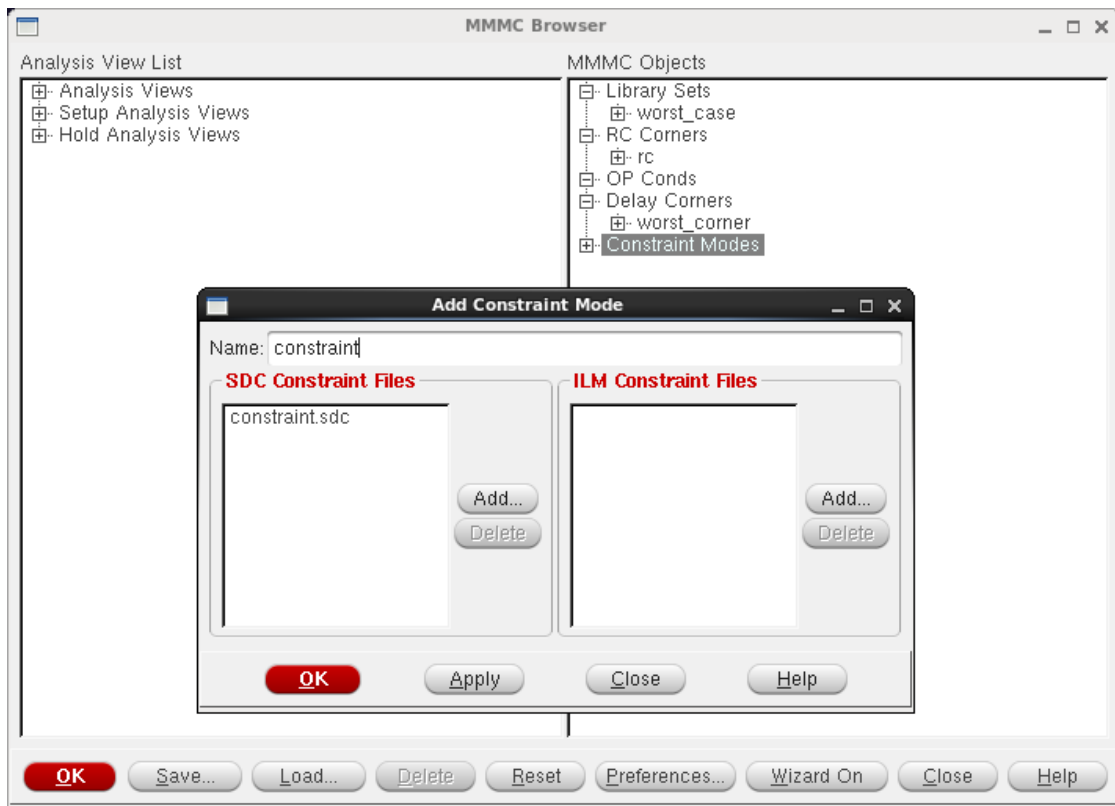 MMMC Browser
Analysis View List
Analysis Views
Setup Analysis Views
Hold Analysis Views
MMMC Objects
Library Sets
worst_case
RC Corners
rc
OP Conds
Delay Corners
worst_corner
Constraint Modes
Add Constraint Mode
Name: constraint
SDC Constraint Files
constraint.sdc
Add...
Delete
ILM Constraint Files
Add...
Delete
OK Apply Close Help
OK Save... Load... Delete Reset Preferences... Wizard On Close Help